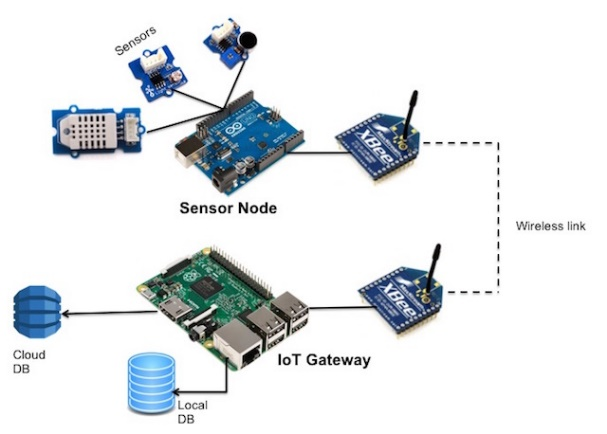 Sensors
XBee
Sensor Node
Wireless link
XBee
IoT Gateway
Cloud
DB
Local
DB